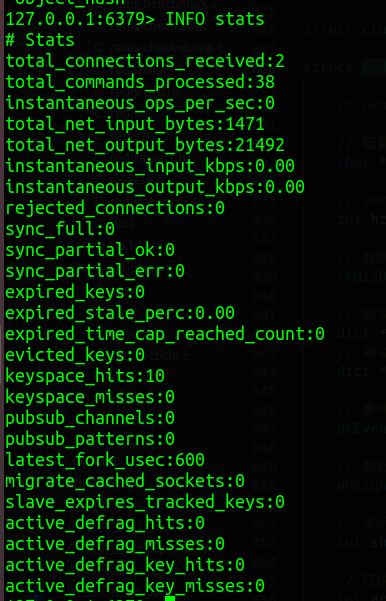 127.0.0.1:6379> INFO stats
# Stats
total_connections_received:2
total_commands_processed:38
instantaneous_ops_per_sec:0
total_net_input_bytes:1471
total_net_output_bytes:21492
instantaneous_input_kbps:0.00
instantaneous_output_kbps:0.00
rejected_connections:0
sync_full:0
sync_partial_ok:0
sync_partial_err:0
expired_keys:0
expired_stale_perc:0.00
expired_time_cap_reached_count:0
evicted_keys:0
keyspace_hits:10
keyspace_misses:0
pubsub_channels:0
pubsub_patterns:0
latest_fork_usec:600
migrate_cached_sockets:0
slave_expires_tracked_keys:0
active_defrag_hits:0
active_defrag_misses:0
active_defrag_key_hits:0
active_defrag_key_misses:0